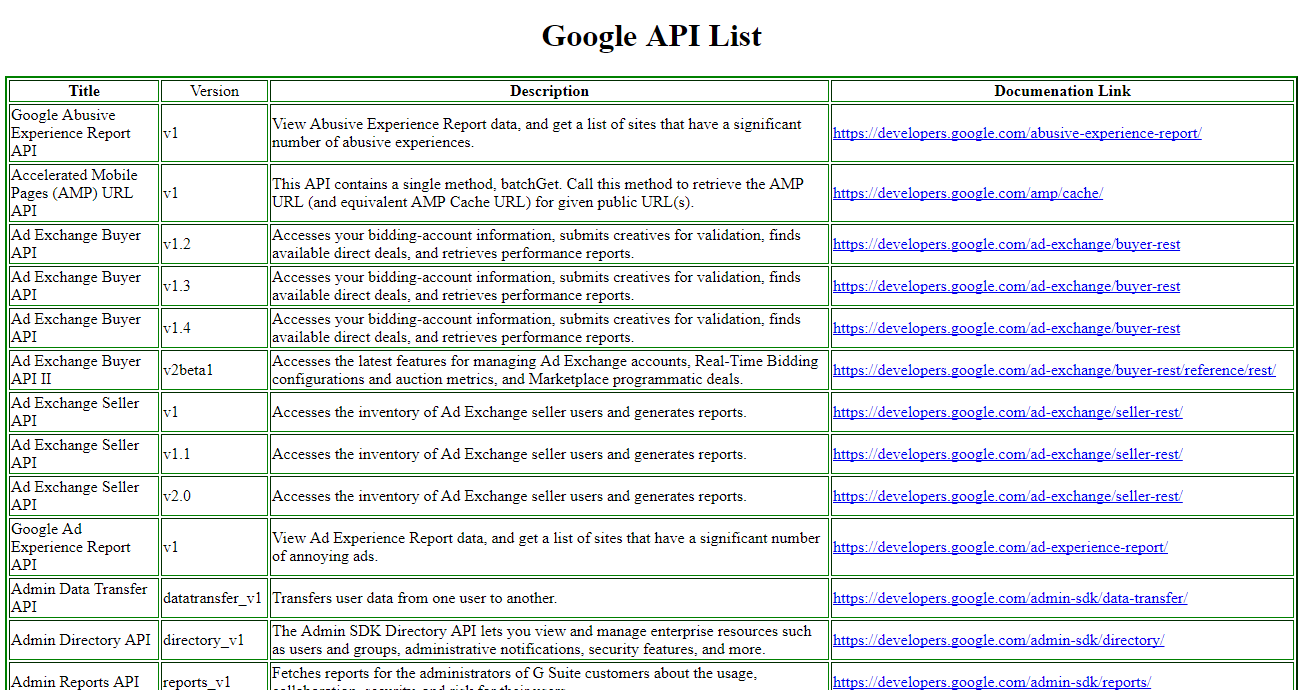 Google API List
Title Version Description Documenation Link
Google Abusive
Experience Report
API
v1
View Abusive Experience Report data, and get a list of sites that have a significant
number of abusive experiences.
https://developers.google.com/abusive-experience-report/
Accelerated Mobile
Pages (AMP) URL
API
v1
This API contains a single method, batchGet. Call this method to retrieve the AMP
URL (and equivalent AMP Cache URL) for given public URL(s).
https://developers.google.com/amp/cache/
Ad Exchange Buyer
API
v1.2
Accesses your bidding-account information, submits creatives for validation, finds
available direct deals, and retrieves performance reports.
https://developers.google.com/ad-exchange/buyer-rest
Ad Exchange Buyer
API
v1.3
Accesses your bidding-account information, submits creatives for validation, finds
available direct deals, and retrieves performance reports.
https://developers.google.com/ad-exchange/buyer-rest
Ad Exchange Buyer
API
v1.4
Accesses your bidding-account information, submits creatives for validation, finds
available direct deals, and retrieves performance reports.
https://developers.google.com/ad-exchange/buyer-rest
Ad Exchange Buyer
API II
v2beta1
Accesses the latest features for managing Ad Exchange accounts, Real-Time Bidding
configurations and auction metrics, and Marketplace programmatic deals.
https://developers.google.com/ad-exchange/buyer-rest/reference/rest/
Ad Exchange Seller
API
v1
Accesses the inventory of Ad Exchange seller users and generates reports.
https://developers.google.com/ad-exchange/seller-rest/
Ad Exchange Seller
API
v1.1
Accesses the inventory of Ad Exchange seller users and generates reports.
https://developers.google.com/ad-exchange/seller-rest/
Ad Exchange Seller
API
v2.0
Accesses the inventory of Ad Exchange seller users and generates reports.
https://developers.google.com/ad-exchange/seller-rest/
Google Ad
Experience Report
API
v1
View Ad Experience Report data, and get a list of sites that have a significant number
of annoying ads.
https://developers.google.com/ad-experience-report/
Admin Data Transfer
API
datatransfer_v1
Transfers user data from one user to another.
https://developers.google.com/admin-sdk/data-transfer/
Admin Directory API
directory_v1
The Admin SDK Directory API lets you view and manage enterprise resources such
as users and groups, administrative notifications, security features, and more.
https://developers.google.com/admin-sdk/directory/
Admin Reports API
reports_v1
Fetches reports for the administrators of G Suite customers about the usage,
https://developers.google.com/admin-sdk/reports/